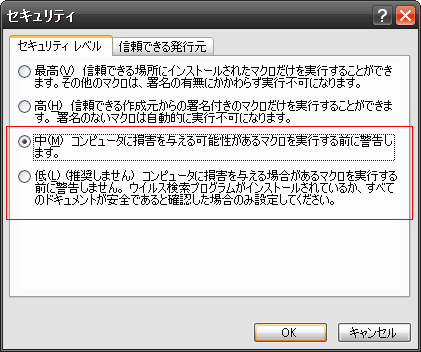 セキュリティ
セキュリティ レベル
信頼できる発行元
最高(V) 信頼できる場所にインストールされたマクロだけを実行することができ
ます。その他のマクロは、署名の有無にかかわらず実行不可になります。
高(H) 信頼できる作成元からの署名付きのマクロだけを実行することができま
す。署名のないマクロは自動的に実行不可になります。
中(M) コンピュータに損害を与える可能性があるマクロを実行する前に警告し
ます。
低(L) (推奨しません) コンピュータに損害を与える場合があるマクロを実行する
前に警告しません。ウイルス検索プログラムがインストールされているか、すべて
のドキュメントが安全であると確認した場合のみ設定してください。
OK
キャンセル